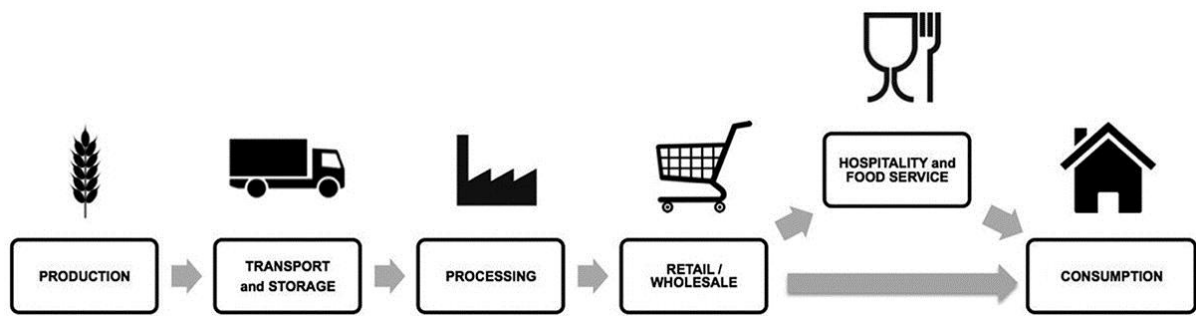 PRODUCTION
TRANSPORT
and STORAGE
PROCESSING
RETAIL /
WHOLESALE
HOSPITALITY and
FOOD SERVICE
CONSUMPTION